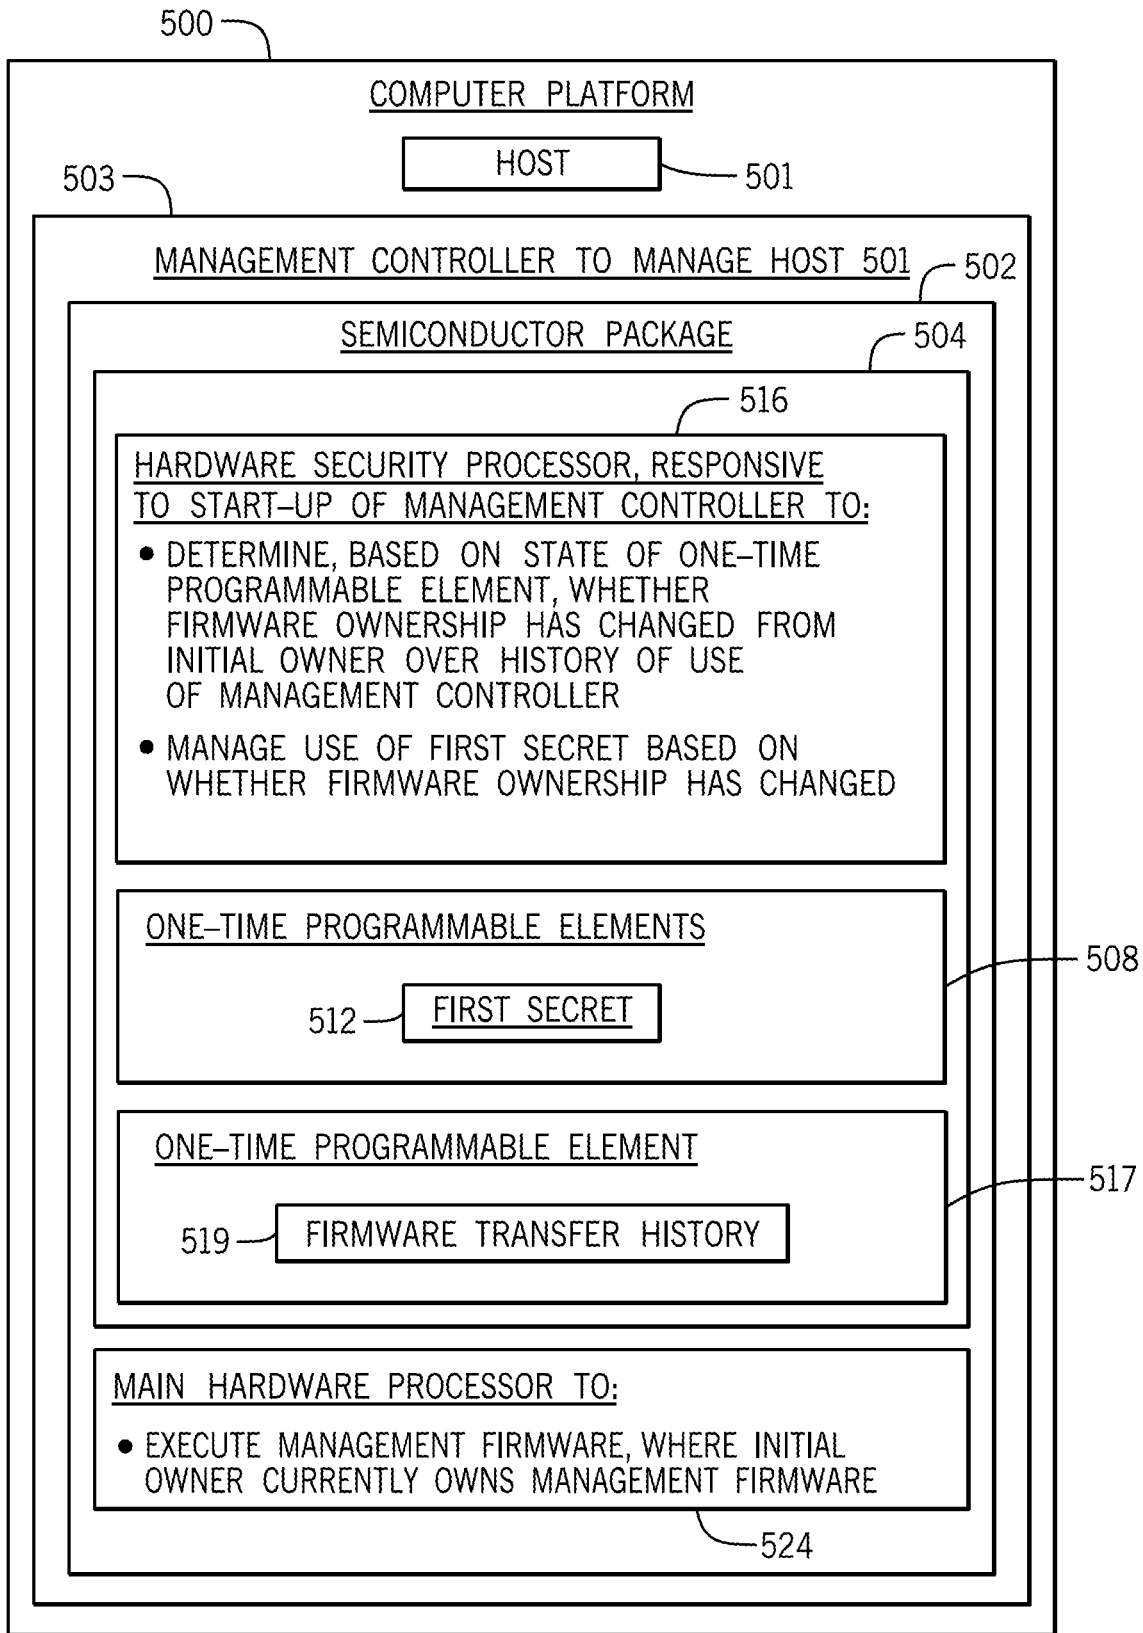 500
COMPUTER PLATFORM
HOST
501
503
MANAGEMENT CONTROLLER TO MANAGE HOST 501
502
SEMICONDUCTOR PACKAGE
504
516
HARDWARE SECURITY PROCESSOR, RESPONSIVE
TO START–UP OF MANAGEMENT CONTROLLER TO:
• DETERMINE, BASED ON STATE OF ONE–TIME
PROGRAMMABLE ELEMENT, WHETHER
FIRMWARE OWNERSHIP HAS CHANGED FROM
INITIAL OWNER OVER HISTORY OF USE
OF MANAGEMENT CONTROLLER
• MANAGE USE OF FIRST SECRET BASED ON
WHETHER FIRMWARE OWNERSHIP HAS CHANGED
ONE–TIME PROGRAMMABLE ELEMENTS
508
512
FIRST SECRET
ONE–TIME PROGRAMMABLE ELEMENT
517
519
FIRMWARE TRANSFER HISTORY
MAIN HARDWARE PROCESSOR TO:
• EXECUTE MANAGEMENT FIRMWARE, WHERE INITIAL
OWNER CURRENTLY OWNS MANAGEMENT FIRMWARE
524